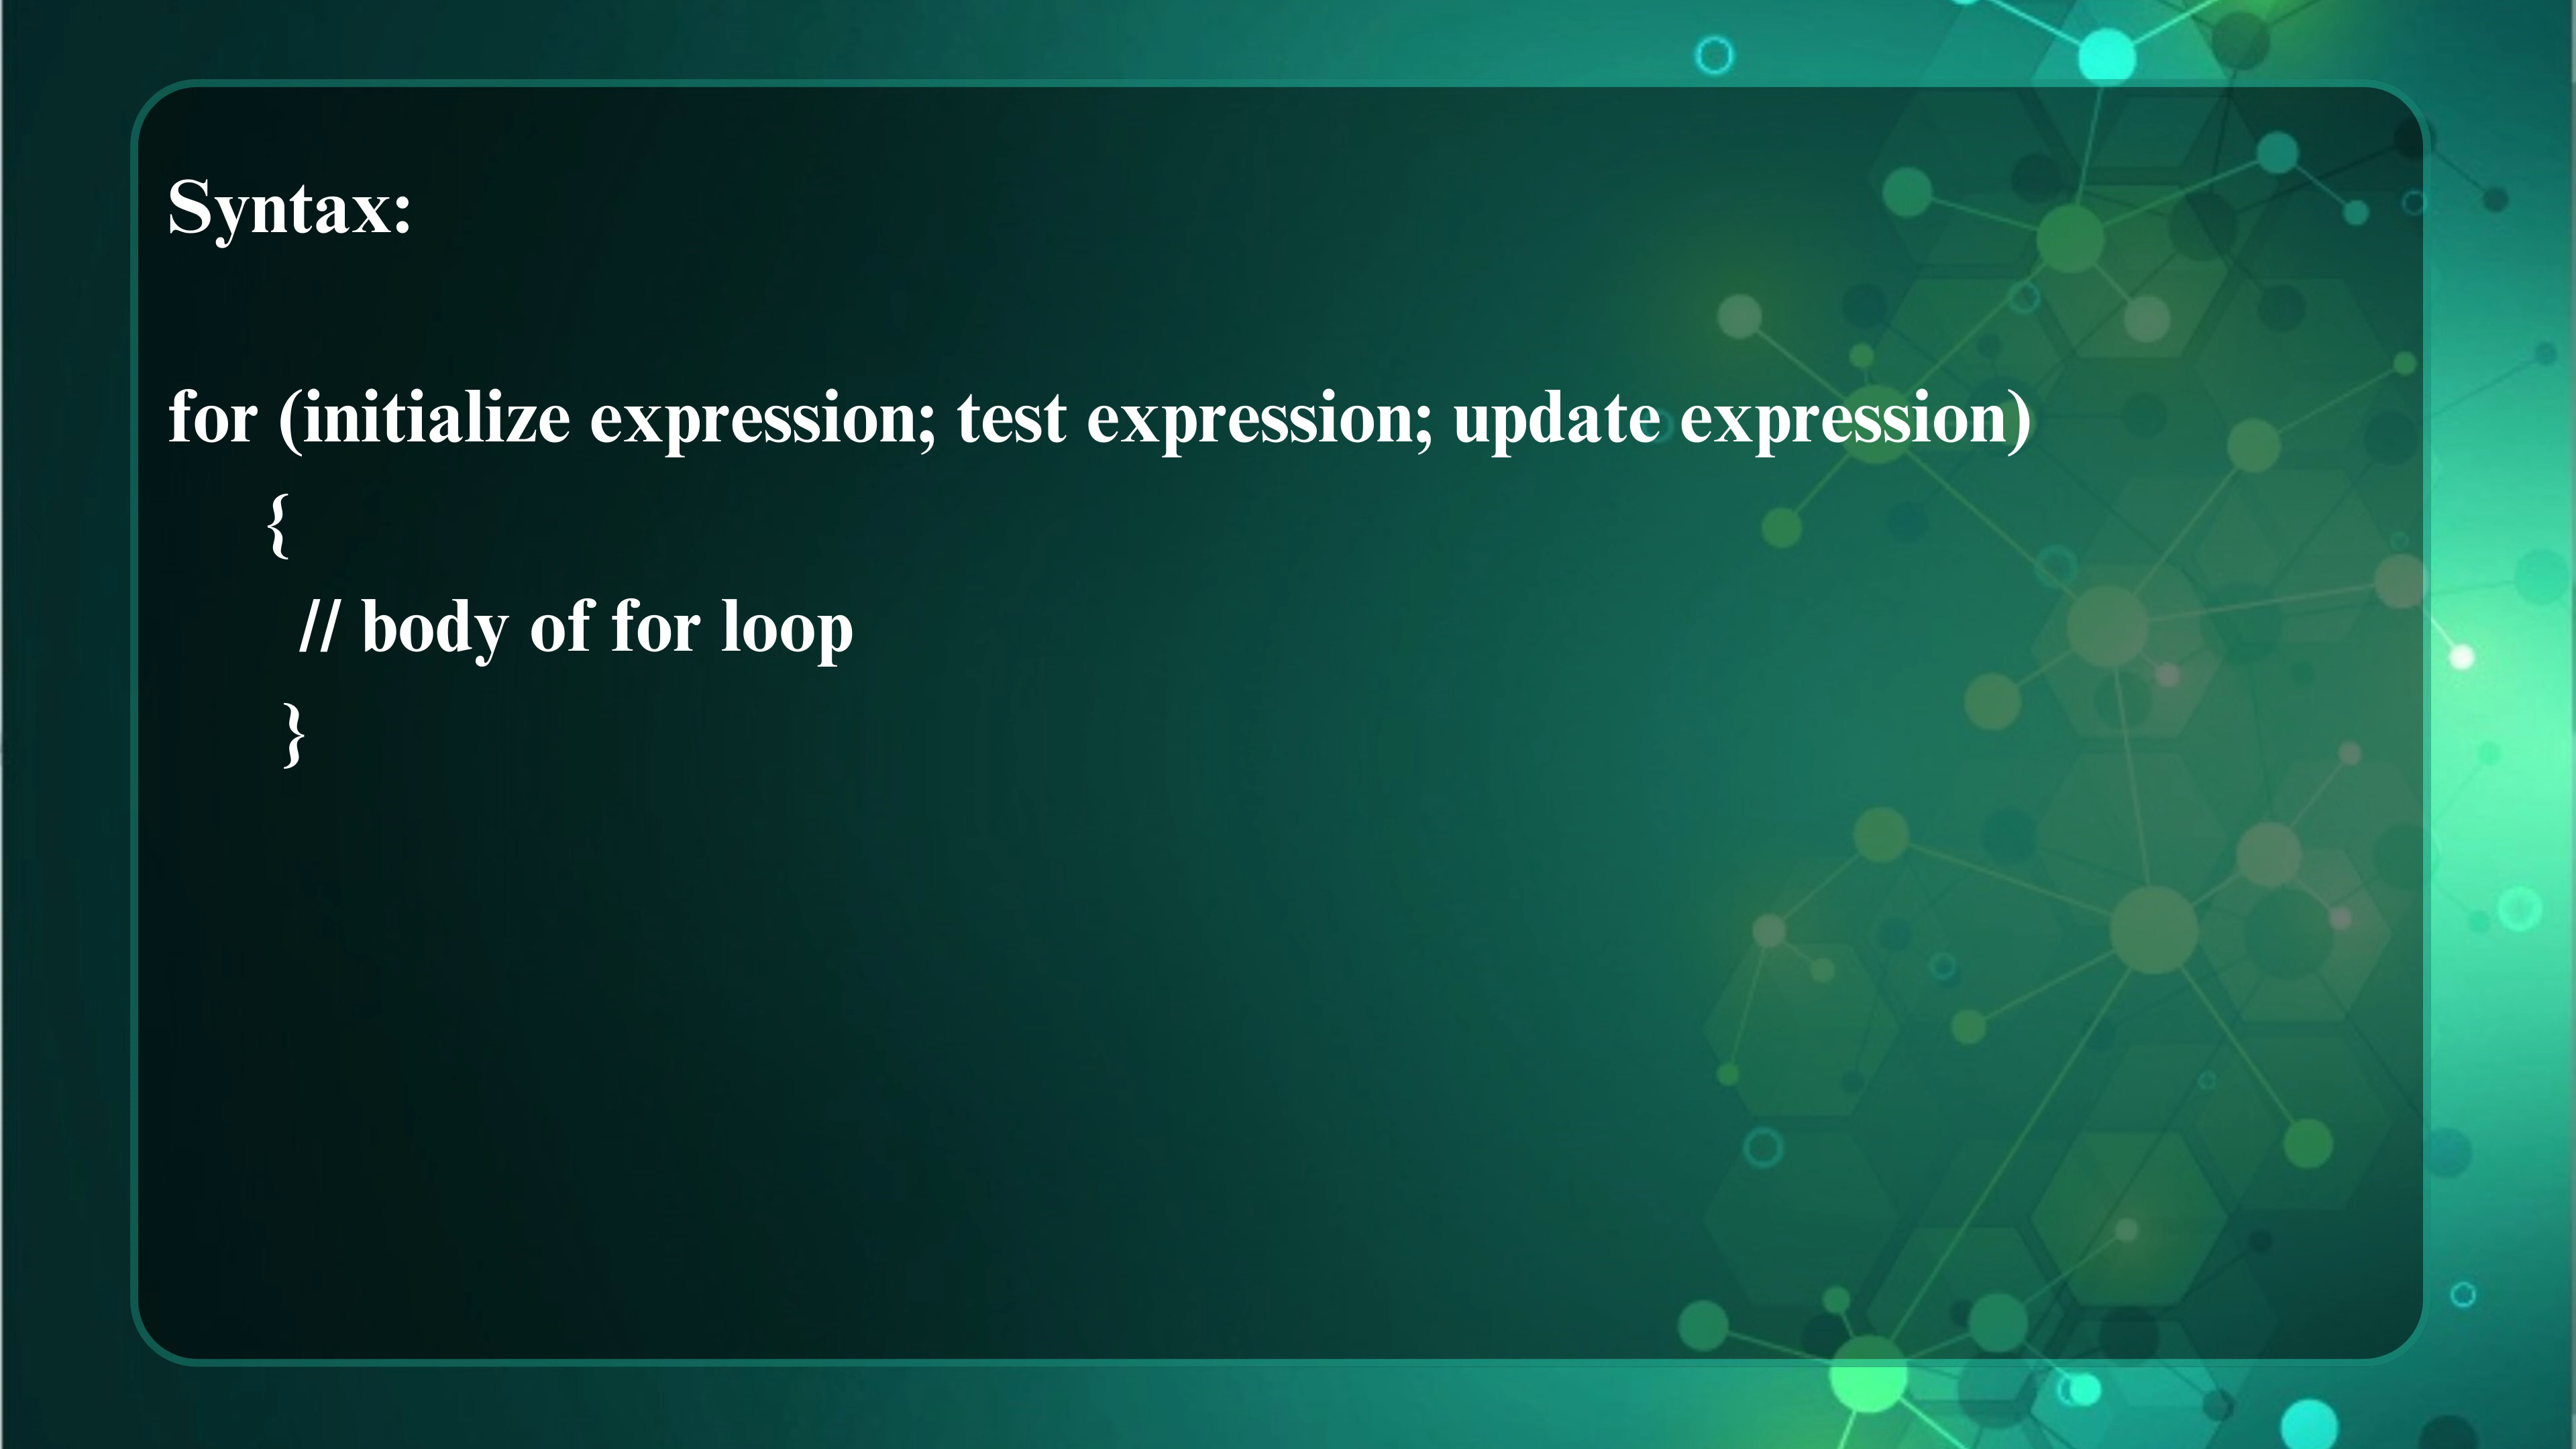 Syntax:
for (initialize expression; test expression; update expression)
{
// body of for loop
}